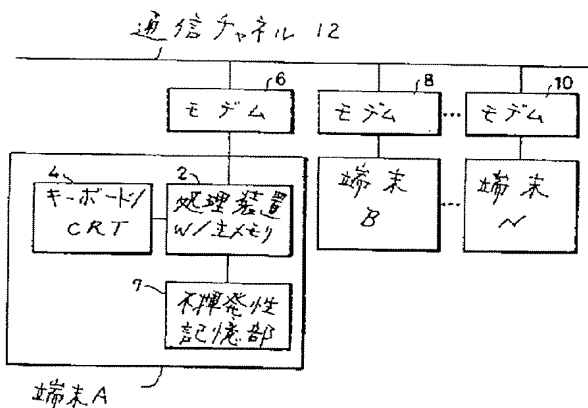 通信チャネル 12
6
8
10
モデム
モデム
モデム
4
キーボード/
CRT
2
処理装置
W/主メモリ
端末
B
端末
N
7
不揮発性
記憶部
端末A